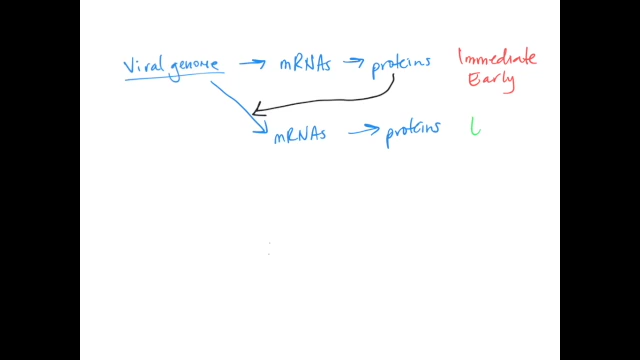 Viral genome → mRNAs → proteins Immediate
Early
mRNAs → proteins